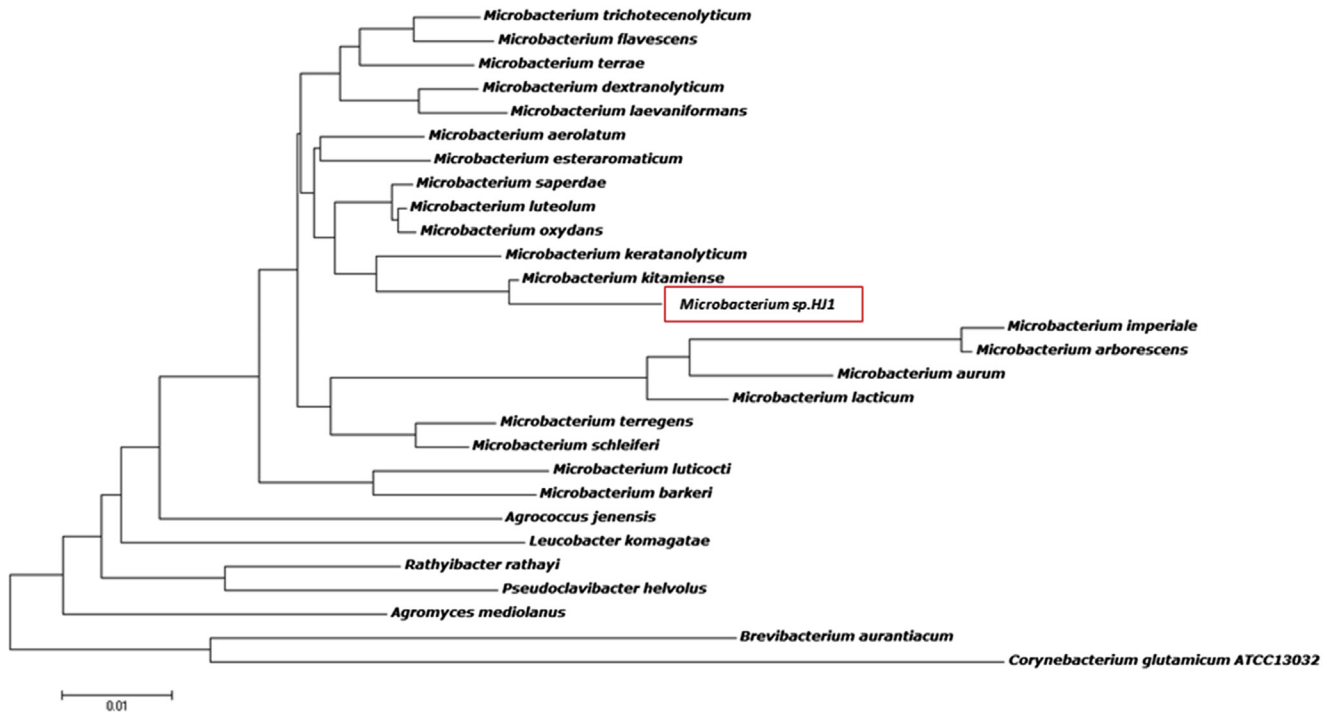 Microbacterium trichotecenolyticum
Microbacterium flavescens
Microbacterium terrae
Microbacterium dextranolyticum
Microbacterium laevaniformans
Microbacterium aerolatum
Microbacterium esteraromaticum
Microbacterium saperdae
Microbacterium luteolum
Microbacterium oxydans
Microbacterium keratanolyticum
Microbacterium kitamiense
Microbacterium sp.HJ1
Microbacterium imperiale
Microbacterium arborescens
Microbacterium aurum
Microbacterium lacticum
Microbacterium terregens
Microbacterium schleiferi
Microbacterium luticocti
Microbacterium barkeri
Agrococcus jenensis
Leucobacter komagatae
Rathyibacter rathayi
Pseudoclavibacter helvolus
Agromyces mediolanus
Brevibacterium aurantiacum
Corynebacterium glutamicum ATCC13032
0.01